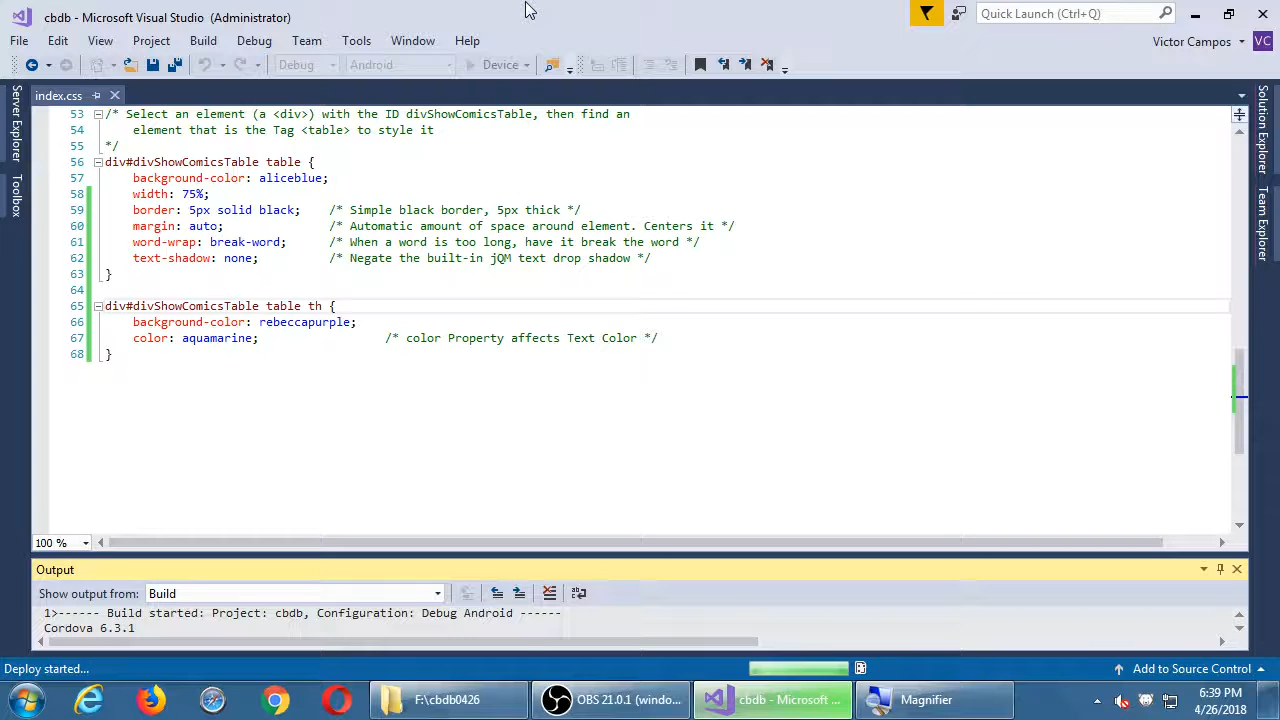 cbdb - Microsoft Visual Studio (Administrator)
Quick Launch (Ctrl+Q)
File Edit View Project Build Debug Team Tools Window Help
Victor Campos VC
Debug Android Device
index.css
Server Explorer
Toolbox
Solution Explorer
Team Explorer
53 /* Select an element (a <div>) with the ID divShowComicsTable, then find an
54 element that is the Tag <table> to style it
55 */
56 div#divShowComicsTable table {
57 background-color: aliceblue;
58 width: 75%;
59 border: 5px solid black; /* Simple black border, 5px thick */
60 margin: auto; /* Automatic amount of space around element. Centers it */
61 word-wrap: break-word; /* When a word is too long, have it break the word */
62 text-shadow: none; /* Negate the built-in jQM text drop shadow */
63 }
64
65 div#divShowComicsTable table th {
66 background-color: rebeccapurple;
67 color: aquamarine; /* color Property affects Text Color */
68 }
100 %
Output
Show output from: Build
1>------ Build started: Project: cbdb, Configuration: Debug Android ------
Cordova 6.3.1
Deploy started...
Add to Source Control
F:\cbdb0426
OBS 21.0.1 (windo...
cbdb - Microsoft ...
Magnifier
6:39 PM
4/26/2018